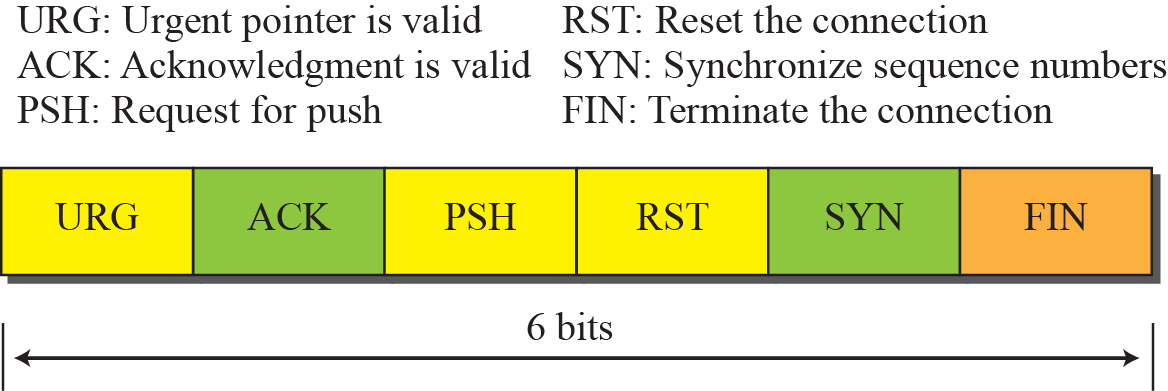 URG: Urgent pointer is valid
ACK: Acknowledgment is valid
PSH: Request for push
RST: Reset the connection
SYN: Synchronize sequence numbers
FIN: Terminate the connection
URG ACK PSH RST SYN FIN
6 bits